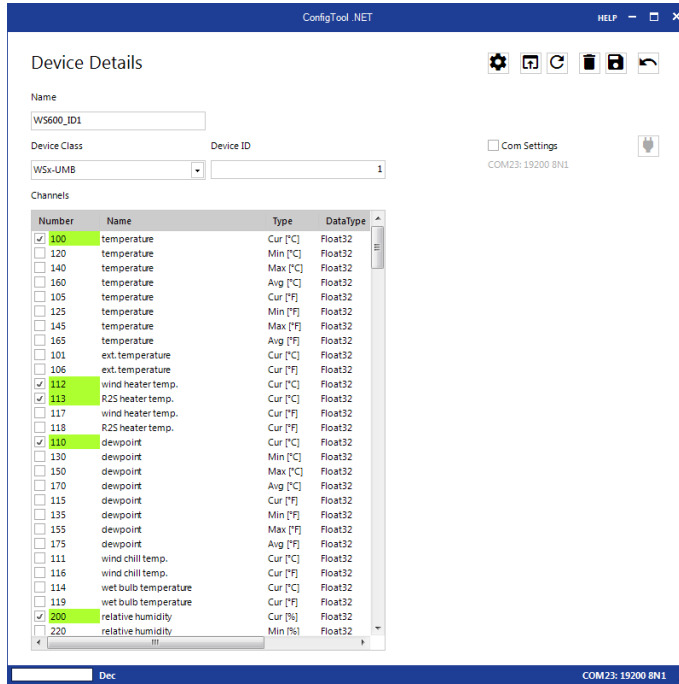 ConfigTool .NET HELP
Device Details
Name
WS600_ID1
Device Class Device ID
WSx-UMB 1
Com Settings
COM23: 19200 8N1
Channels
Number Name Type DataType
100 temperature Cur [°C] Float32
120 temperature Min [°C] Float32
140 temperature Max [°C] Float32
160 temperature Avg [°C] Float32
105 temperature Cur [°F] Float32
125 temperature Min [°F] Float32
145 temperature Max [°F] Float32
165 temperature Avg [°F] Float32
101 ext. temperature Cur [°C] Float32
106 ext. temperature Cur [°F] Float32
112 wind heater temp. Cur [°C] Float32
113 R2S heater temp. Cur [°C] Float32
117 wind heater temp. Cur [°F] Float32
118 R2S heater temp. Cur [°F] Float32
110 dewpoint Cur [°C] Float32
130 dewpoint Min [°C] Float32
150 dewpoint Max [°C] Float32
170 dewpoint Avg [°C] Float32
115 dewpoint Cur [°F] Float32
135 dewpoint Min [°F] Float32
155 dewpoint Max [°F] Float32
175 dewpoint Avg [°F] Float32
111 wind chill temp. Cur [°C] Float32
116 wind chill temp. Cur [°F] Float32
114 wet bulb temperature Cur [°C] Float32
119 wet bulb temperature Cur [°F] Float32
200 relative humidity Cur [%] Float32
220 relative humidity Min [%] Float32
Dec COM23: 19200 8N1